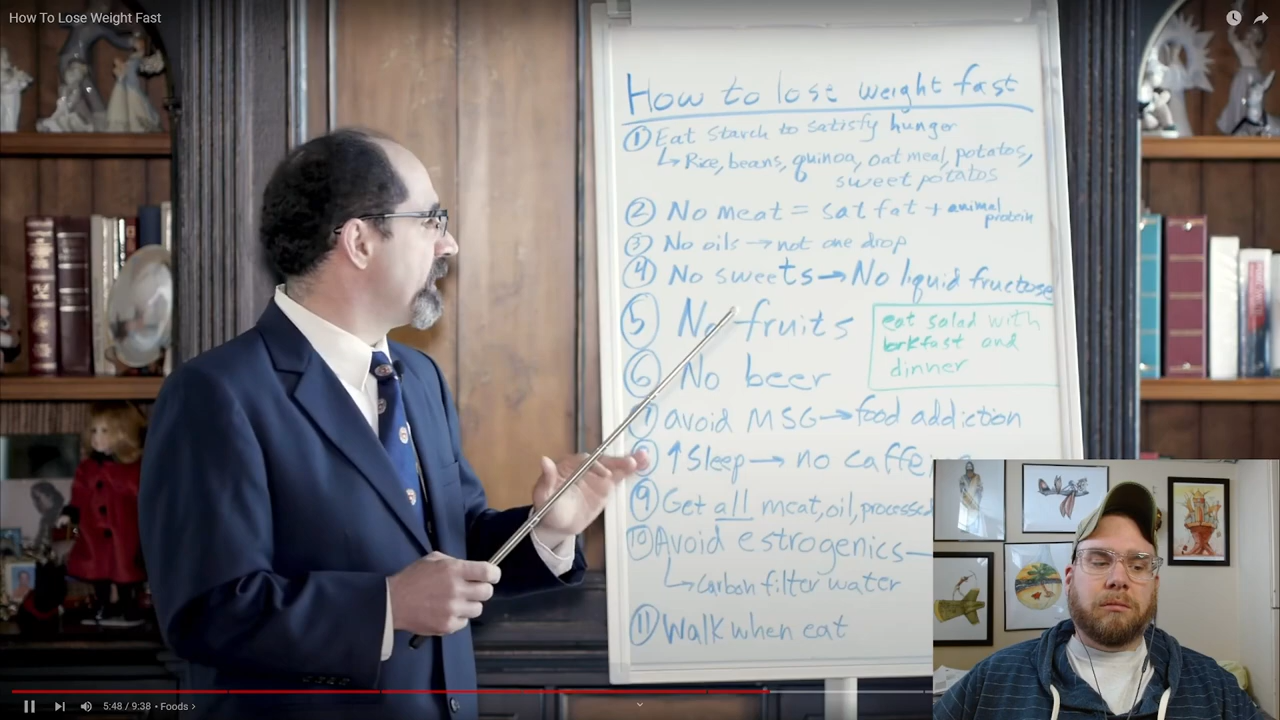 How To Lose Weight Fast
How to lose weight fast
① Eat starch to satisfy hunger
↳ Rice, beans, quinoa, oatmeal, potatos,
sweet potatos
② No meat = sat fat + animal
protein
③ No oils → not one drop
④ No sweets → No liquid fructose
⑤ No fruits
eat salad with
brkfast and
dinner
⑥ No beer
avoid MSG → food addiction
↑ Sleep → no caffe
⑨ Get all meat, oil, processed
⑩ Avoid estrogenics
↳ carbon filter water
⑪ Walk when eat
5:48 / 9:38 • Foods >